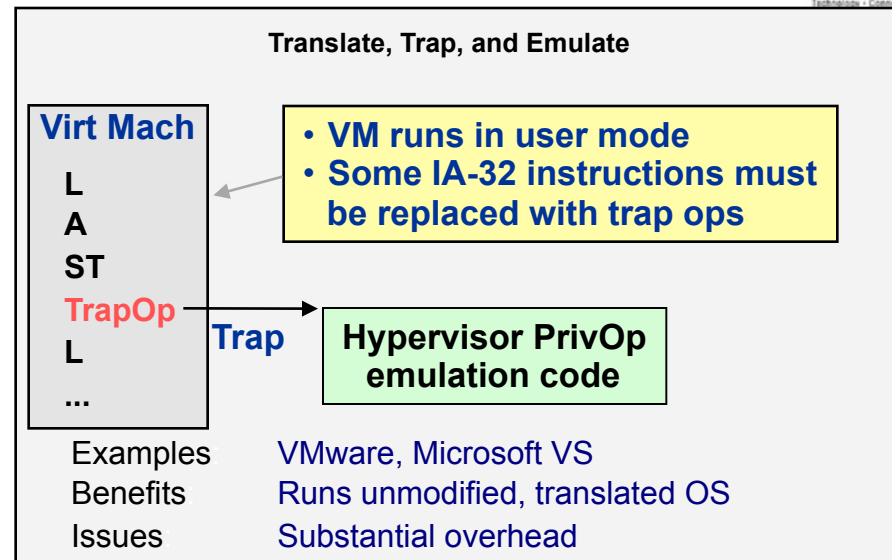 Technology • Conn
Translate, Trap, and Emulate
Virt Mach
L
A
ST
TrapOp
L
...
• VM runs in user mode
• Some IA-32 instructions must
be replaced with trap ops
Trap
Hypervisor PrivOp
emulation code
Examples: VMware, Microsoft VS
Benefits: Runs unmodified, translated OS
Issues: Substantial overhead